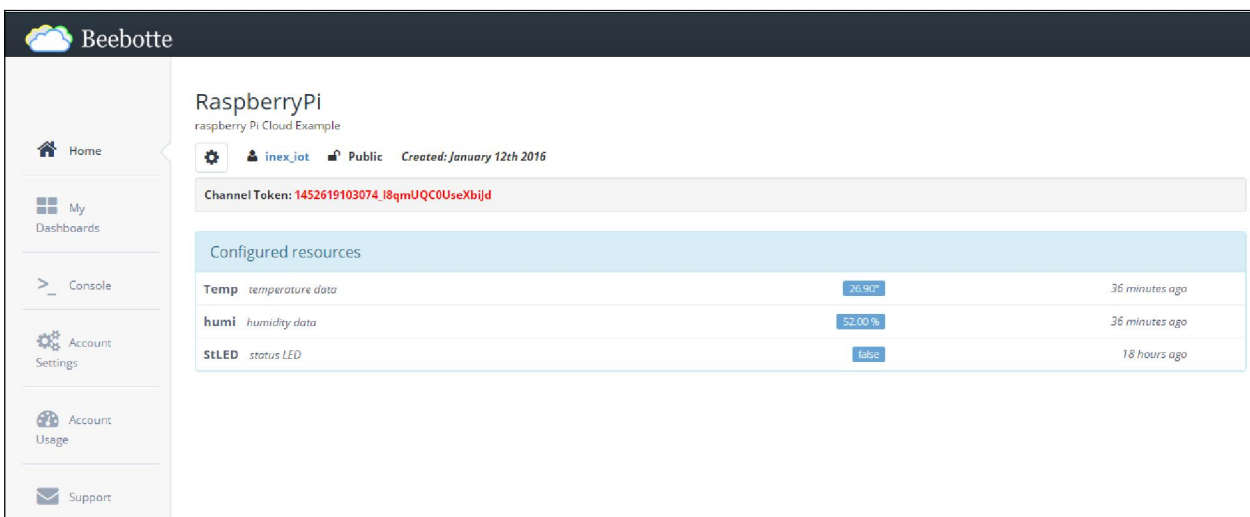 Beebotte
Home
My
Dashboards
>_ Console
Account
Settings
Account
Usage
Support
RaspberryPi
raspberry Pi Cloud Example
inex_iot Public Created: January 12th 2016
Channel Token: 1452619103074_l8qmUQC0UseXbiJd
Configured resources
Temp temperature data 26.90° 36 minutes ago
humi humidity data 52.00 % 36 minutes ago
StLED status LED false 18 hours ago